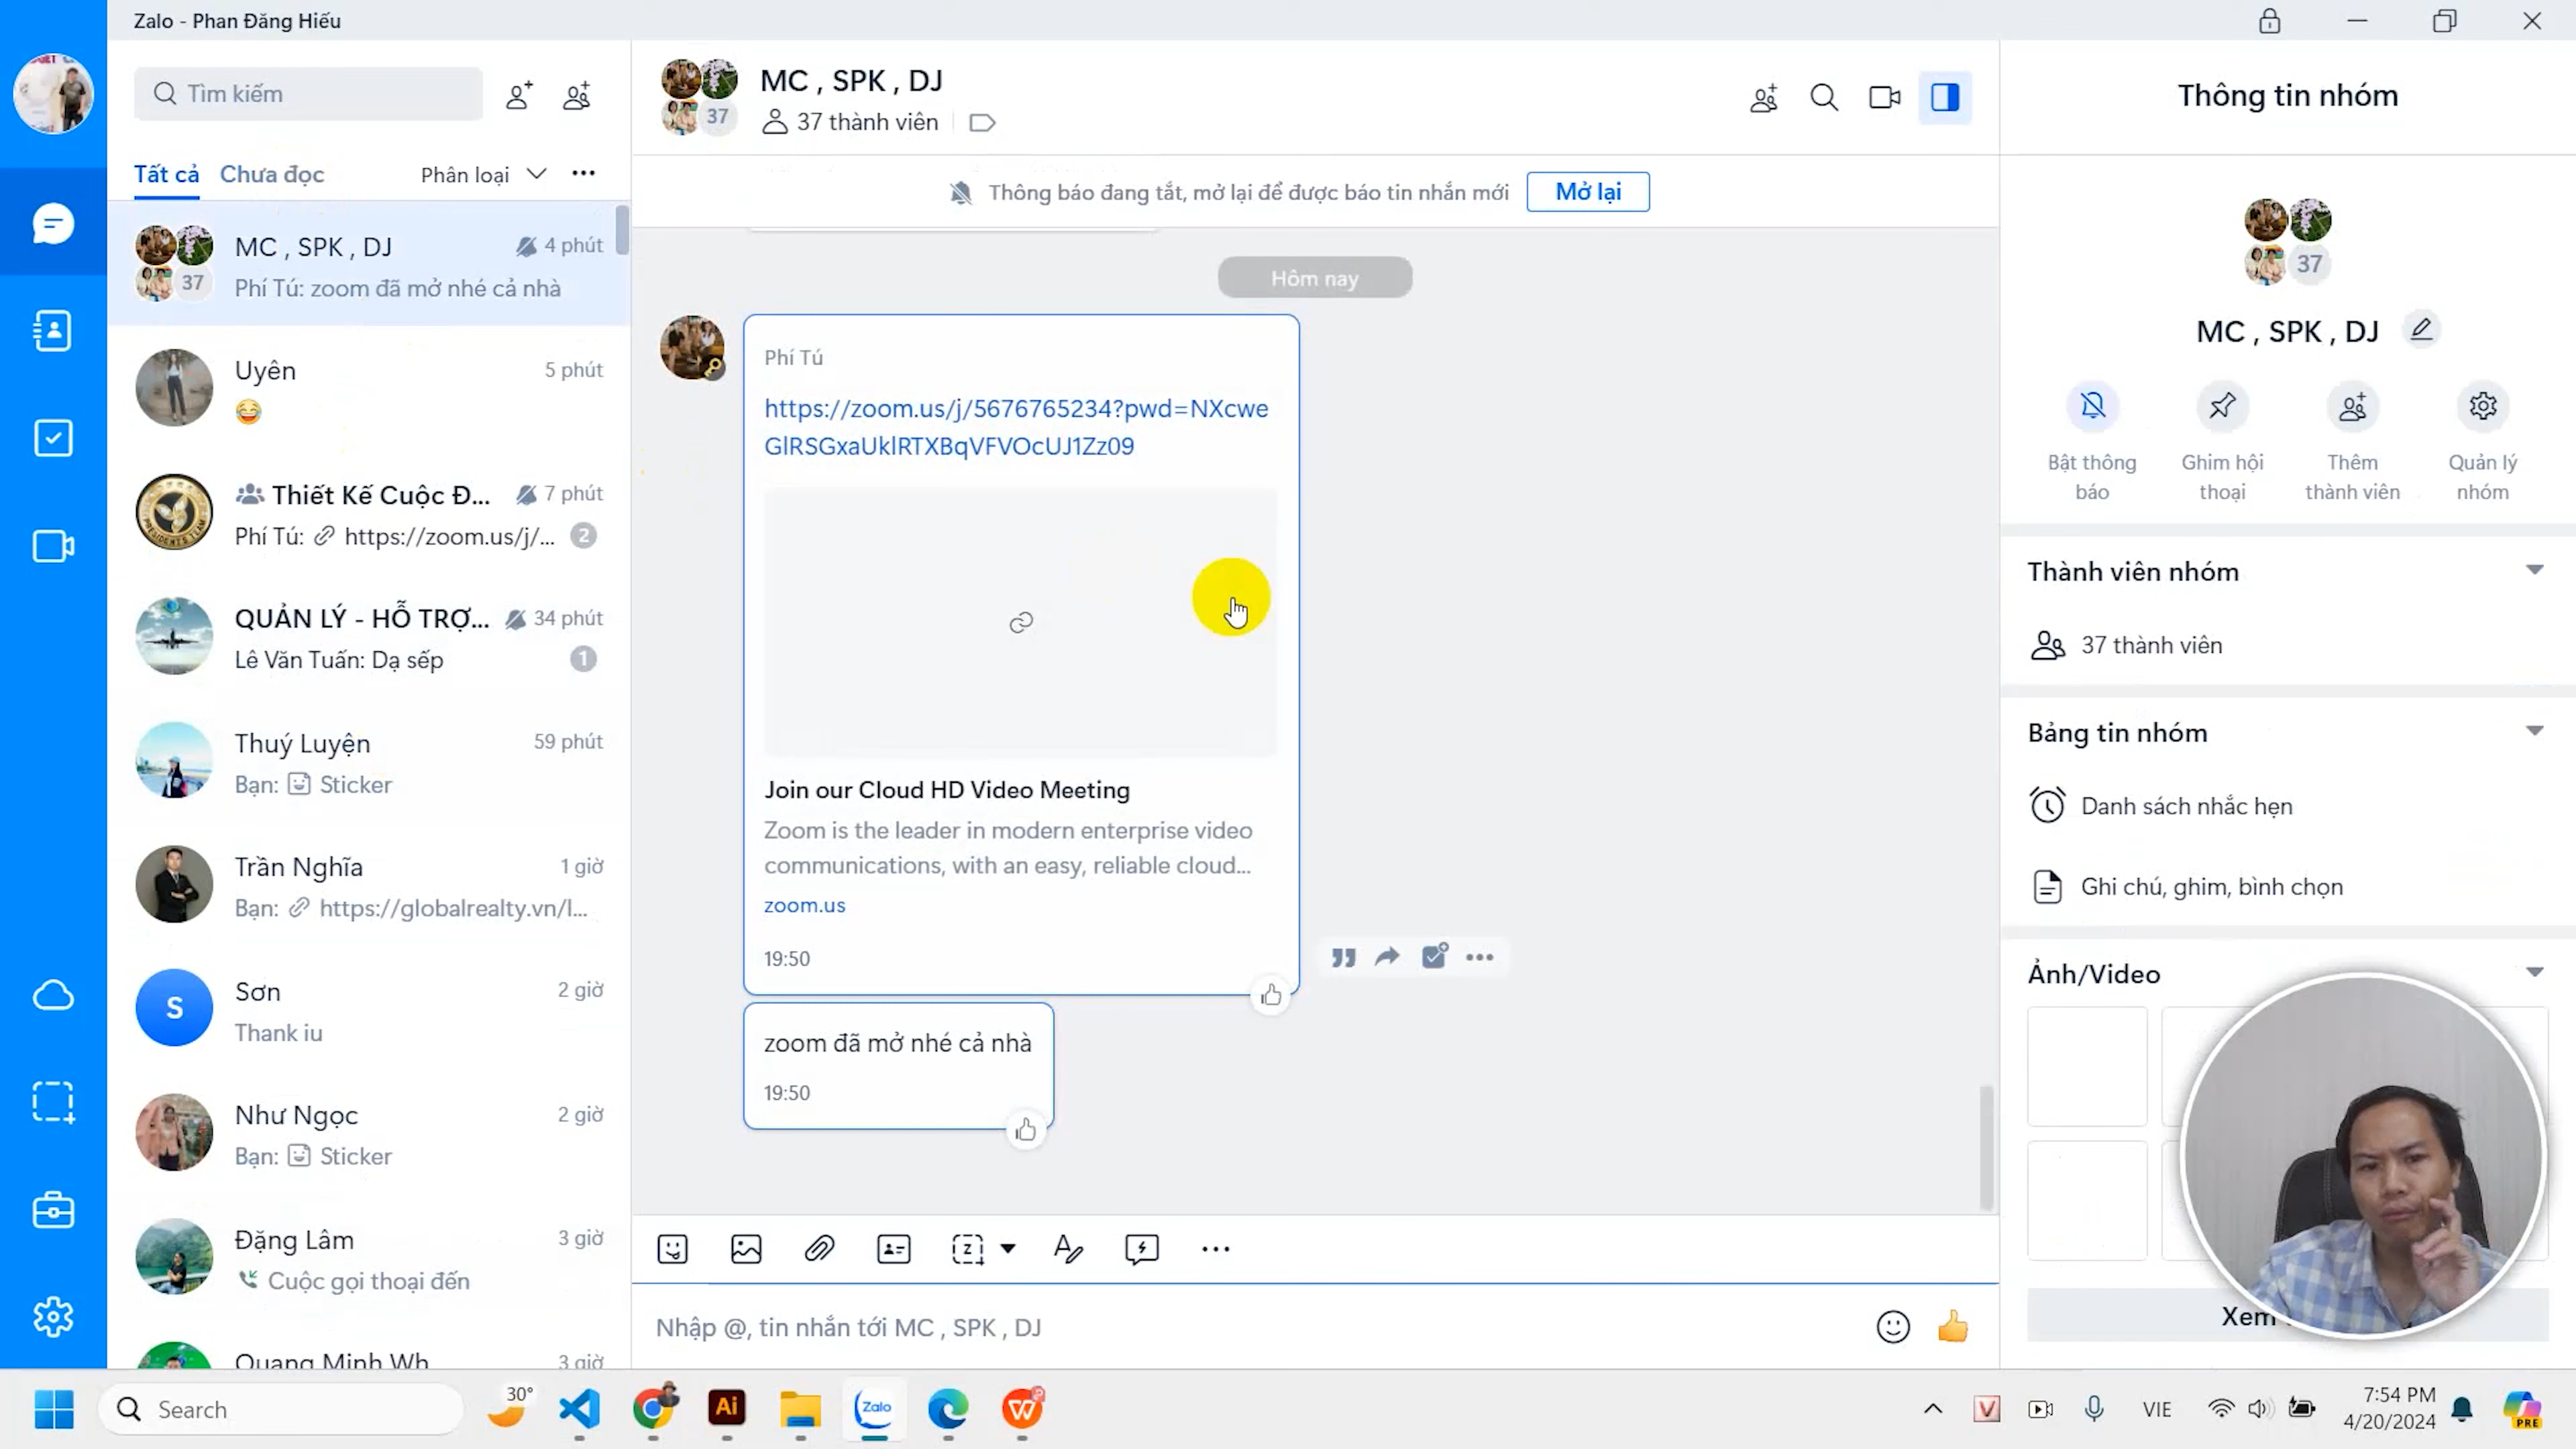 Zalo - Phan Đăng Hiếu
Tìm kiếm
Tất cả
Chưa đọc
Phân loại
MC , SPK , DJ
4 phút
37
Phí Tú: zoom đã mở nhé cả nhà
Uyên
5 phút
😂
Thiết Kế Cuộc Đ...
7 phút
Phí Tú: https://zoom.us/j/...
2
QUẢN LÝ - HỖ TRỢ...
34 phút
Lê Văn Tuấn: Dạ sếp
1
Thuý Luyện
59 phút
Bạn: Sticker
Trần Nghĩa
1 giờ
Bạn: https://globalrealty.vn/l...
S
Sơn
2 giờ
Thank iu
Như Ngọc
2 giờ
Bạn: Sticker
Đặng Lâm
3 giờ
Cuộc gọi thoại đến
Quang Minh Wh
3 giờ
MC , SPK , DJ
37
37 thành viên
Thông báo đang tắt, mở lại để được báo tin nhắn mới
Mở lại
Hôm nay
Phí Tú
https://zoom.us/j/5676765234?pwd=NXcwe
GlRSGxaUklRTXBqVFVOcUJ1Zz09
Join our Cloud HD Video Meeting
Zoom is the leader in modern enterprise video
communications, with an easy, reliable cloud...
zoom.us
19:50
zoom đã mở nhé cả nhà
19:50
Nhập @, tin nhắn tới MC , SPK , DJ
Thông tin nhóm
37
MC , SPK , DJ
Bật thông
báo
Ghim hội
thoại
Thêm
thành viên
Quản lý
nhóm
Thành viên nhóm
37 thành viên
Bảng tin nhóm
Danh sách nhắc hẹn
Ghi chú, ghim, bình chọn
Ảnh/Video
Xem
Search
30°
Ai
Zalo
VIE
7:54 PM
4/20/2024
PRE